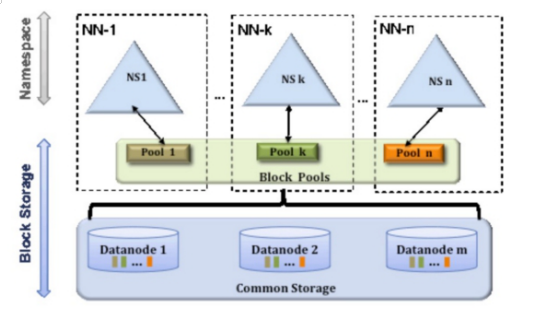 Namespace
NN-1
NN-k
NN-n
NS1
NS k
NS n
...
...
Block Storage
Pool 1
Pool k
Pool n
Block Pools
Datanode 1
Datanode 2
Datanode m
...
...
...
Common Storage